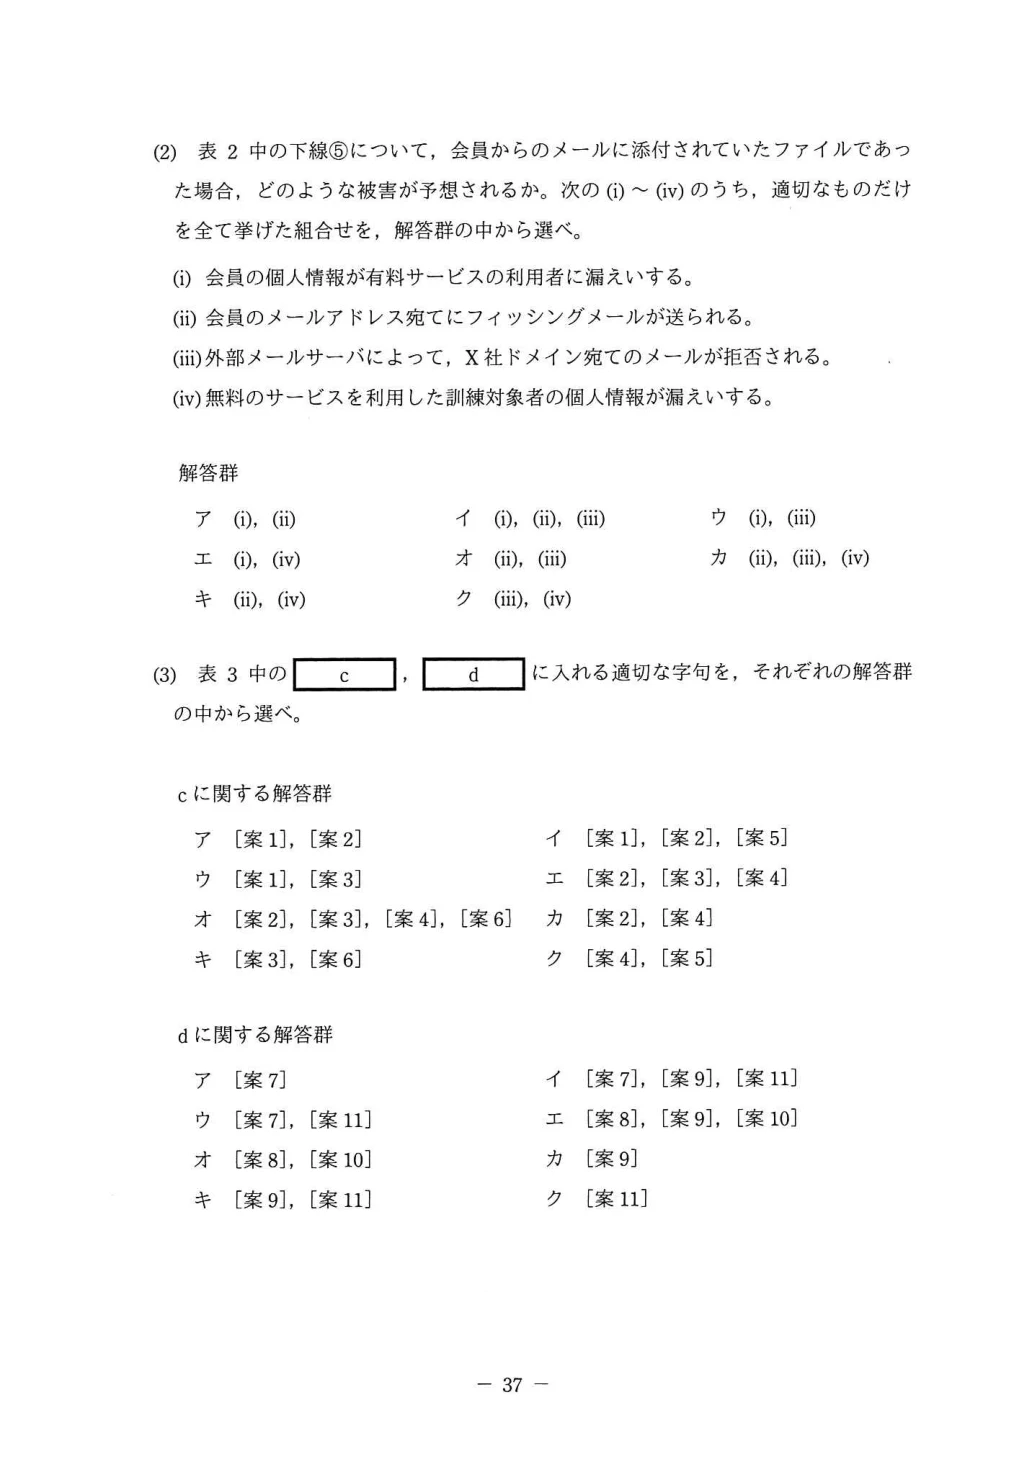 (2) 表 2 中の下線⑤について，会員からのメールに添付されていたファイルであっ
た場合，どのような被害が予想されるか。次の (i) ～ (iv) のうち，適切なものだけ
を全て挙げた組合せを，解答群の中から選べ。
(i) 会員の個人情報が有料サービスの利用者に漏えいする。
(ii) 会員のメールアドレス宛てにフィッシングメールが送られる。
(iii) 外部メールサーバによって，X 社ドメイン宛てのメールが拒否される。
(iv) 無料のサービスを利用した訓練対象者の個人情報が漏えいする。
解答群
ア (i)，(ii) イ (i)，(ii)，(iii) ウ (i)，(iii)
エ (i)，(iv) オ (ii)，(iii) カ (ii)，(iii)，(iv)
キ (ii)，(iv) ク (iii)，(iv)
(3) 表 3 中の c ， d に入れる適切な字句を，それぞれの解答群
の中から選べ。
c に関する解答群
ア ［案 1］，［案 2］ イ ［案 1］，［案 2］，［案 5］
ウ ［案 1］，［案 3］ エ ［案 2］，［案 3］，［案 4］
オ ［案 2］，［案 3］，［案 4］，［案 6］ カ ［案 2］，［案 4］
キ ［案 3］，［案 6］ ク ［案 4］，［案 5］
d に関する解答群
ア ［案 7］ イ ［案 7］，［案 9］，［案 11］
ウ ［案 7］，［案 11］ エ ［案 8］，［案 9］，［案 10］
オ ［案 8］，［案 10］ カ ［案 9］
キ ［案 9］，［案 11］ ク ［案 11］
－ 37 －